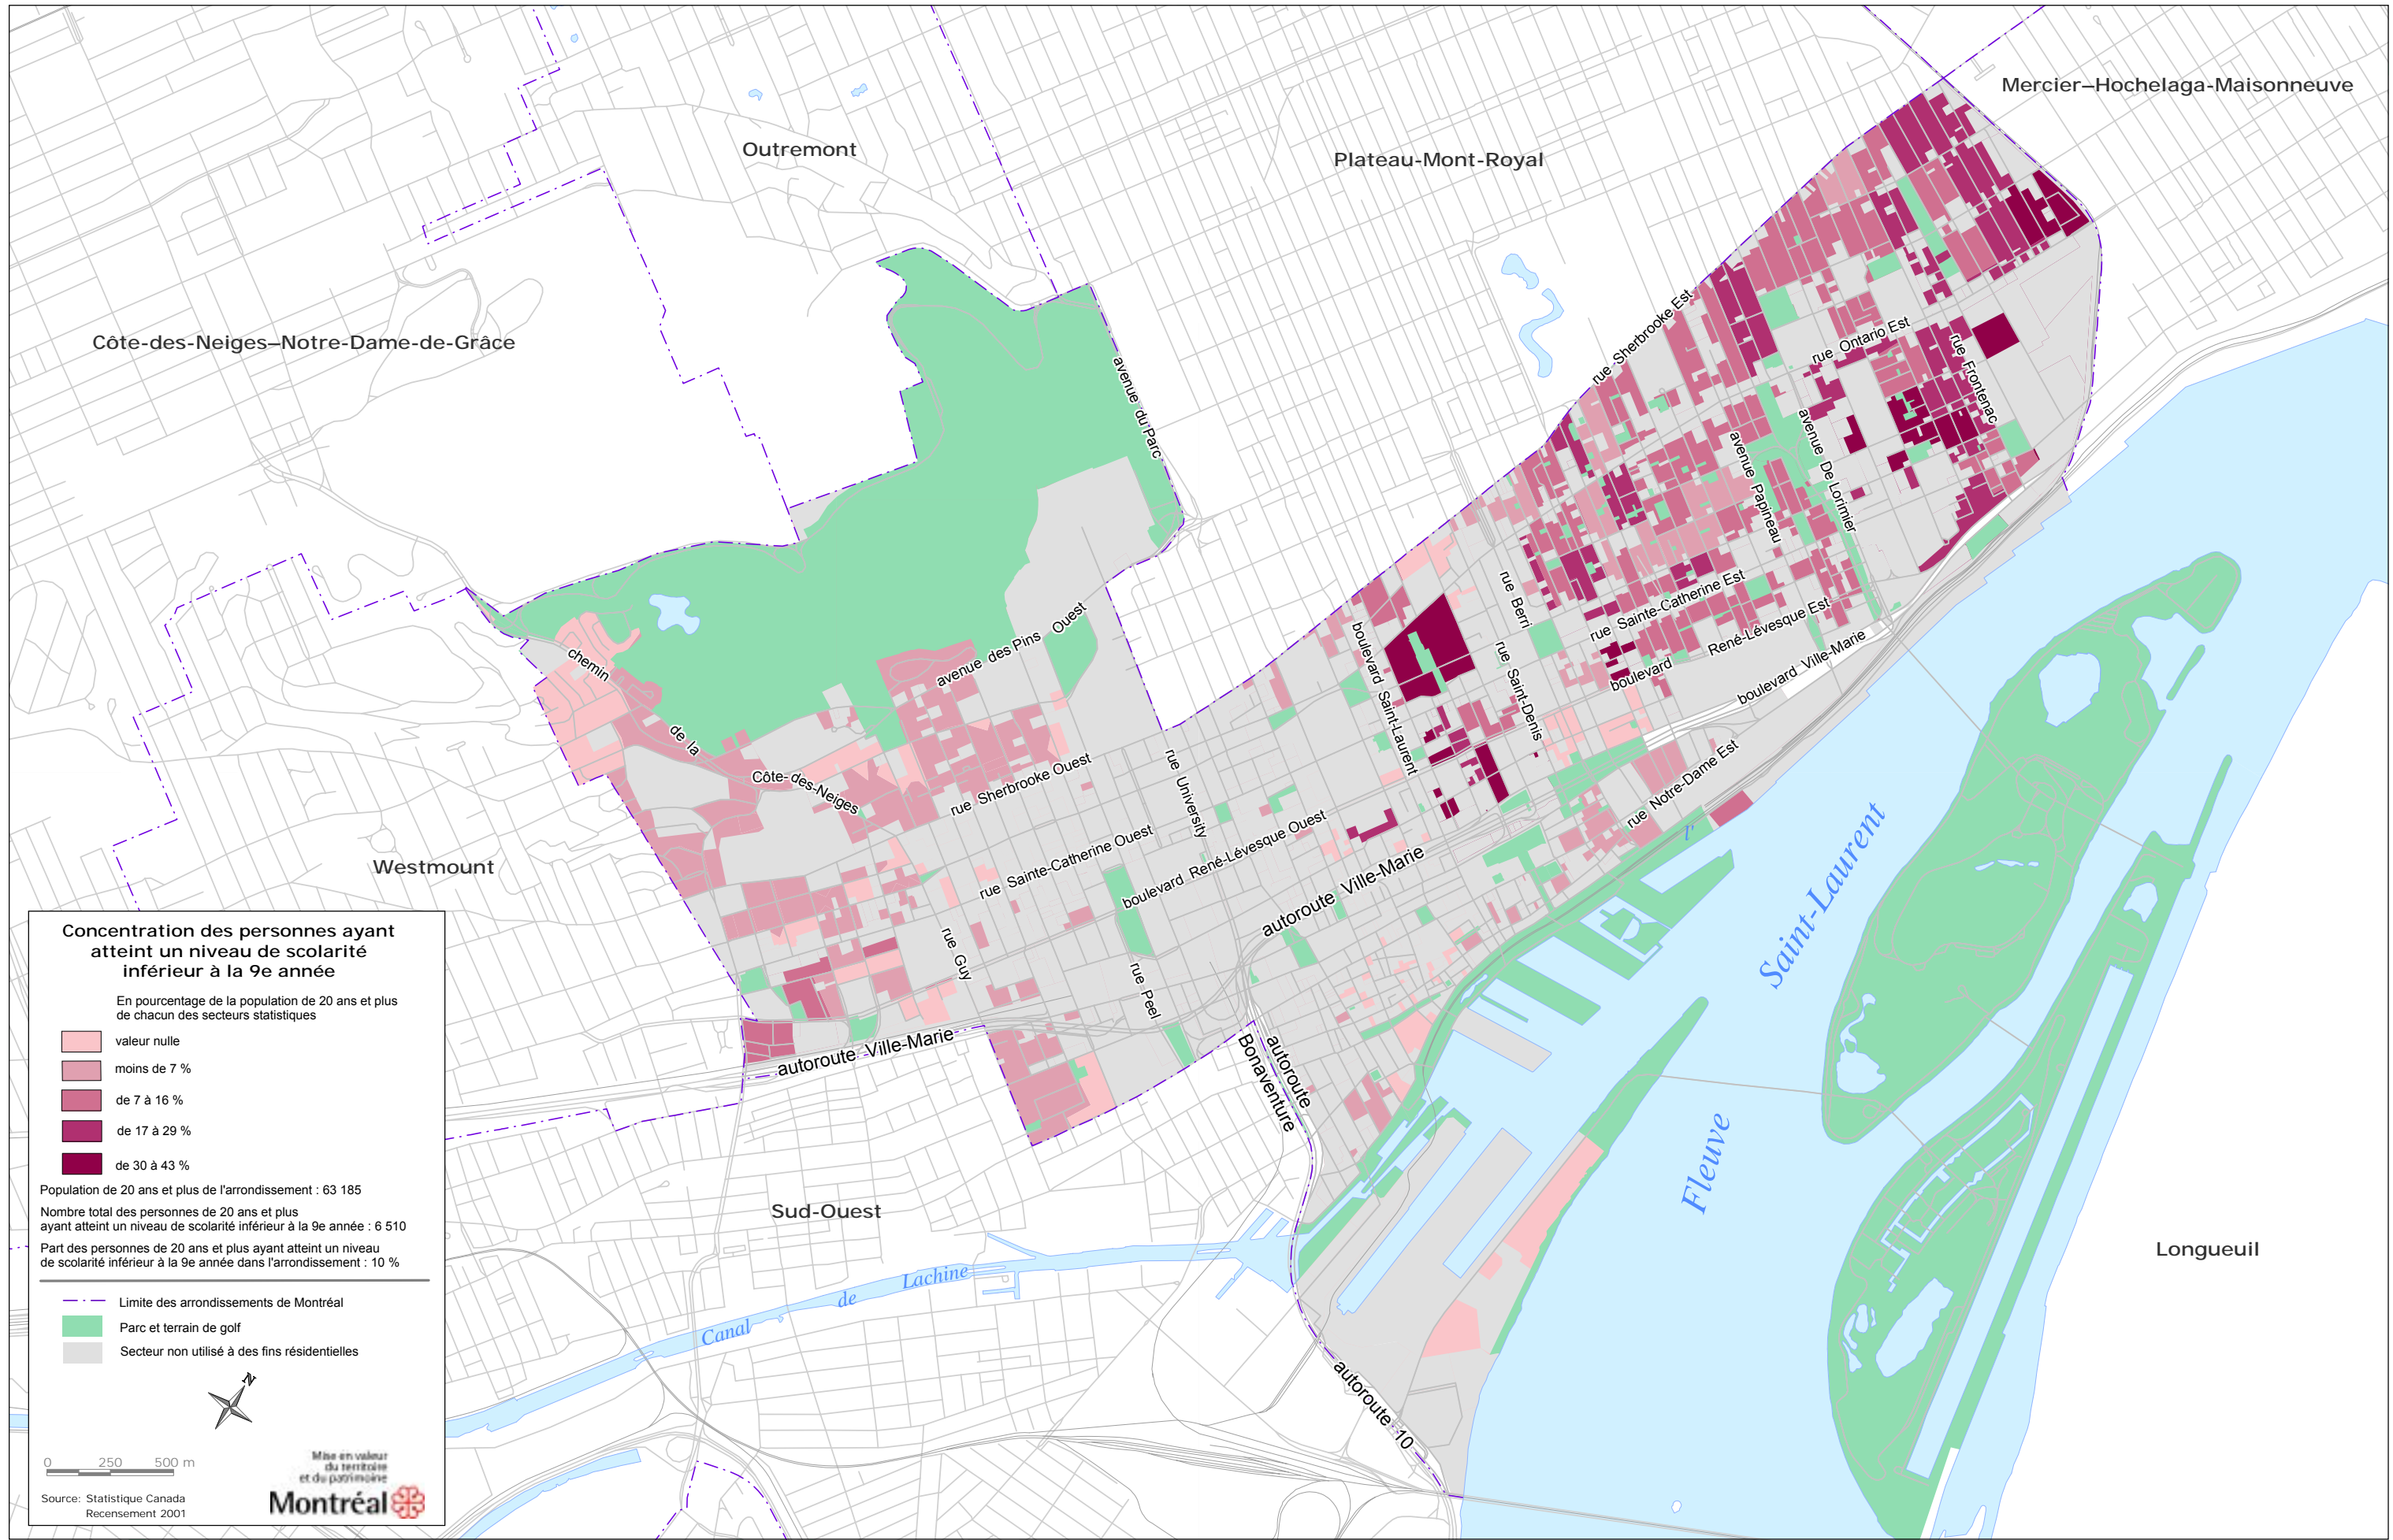 Mercier–Hochelaga-Maisonneuve
Outremont
Plateau-Mont-Royal
Côte-des-Neiges–Notre-Dame-de-Grâce
avenue du Parc
rue Sherbrooke Est
rue Ontario Est
rue Frontenac
avenue De Lorimier
avenue Papineau
rue Berri
rue Sainte-Catherine Est
boulevard René-Lévesque Est
boulevard Ville-Marie
rue Saint-Denis
boulevard Saint-Laurent
rue Notre-Dame Est
avenue des Pins Ouest
chemin de la Côte-des-Neiges
rue Sherbrooke Ouest
rue University
rue Sainte-Catherine Ouest
boulevard René-Lévesque Ouest
autoroute Ville-Marie
Westmount
rue Guy
rue Peel
autoroute Ville-Marie
autoroute Bonaventure
Sud-Ouest
Canal de Lachine
autoroute 10
Fleuve
Saint-Laurent
l'
Longueuil
Concentration des personnes ayant
atteint un niveau de scolarité
inférieur à la 9e année
En pourcentage de la population de 20 ans et plus
de chacun des secteurs statistiques
valeur nulle
moins de 7 %
de 7 à 16 %
de 17 à 29 %
de 30 à 43 %
Population de 20 ans et plus de l'arrondissement : 63 185
Nombre total des personnes de 20 ans et plus
ayant atteint un niveau de scolarité inférieur à la 9e année : 6 510
Part des personnes de 20 ans et plus ayant atteint un niveau
de scolarité inférieur à la 9e année dans l'arrondissement : 10 %
Limite des arrondissements de Montréal
Parc et terrain de golf
Secteur non utilisé à des fins résidentielles
N
0 250 500 m
Mise en valeur
du territoire
et du patrimoine
Montréal
Source: Statistique Canada
Recensement 2001